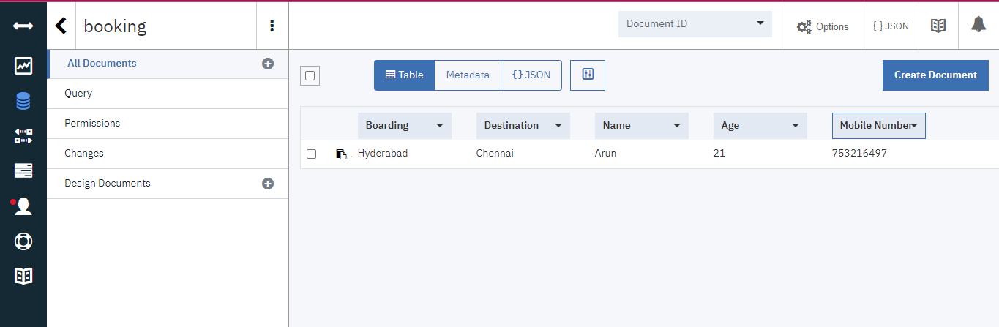 booking
Document ID
Options
{ } JSON
All Documents
Query
Permissions
Changes
Design Documents
Table
Metadata
{ } JSON
Create Document
Boarding Destination Name Age Mobile Number
Hyderabad Chennai Arun 21 753216497